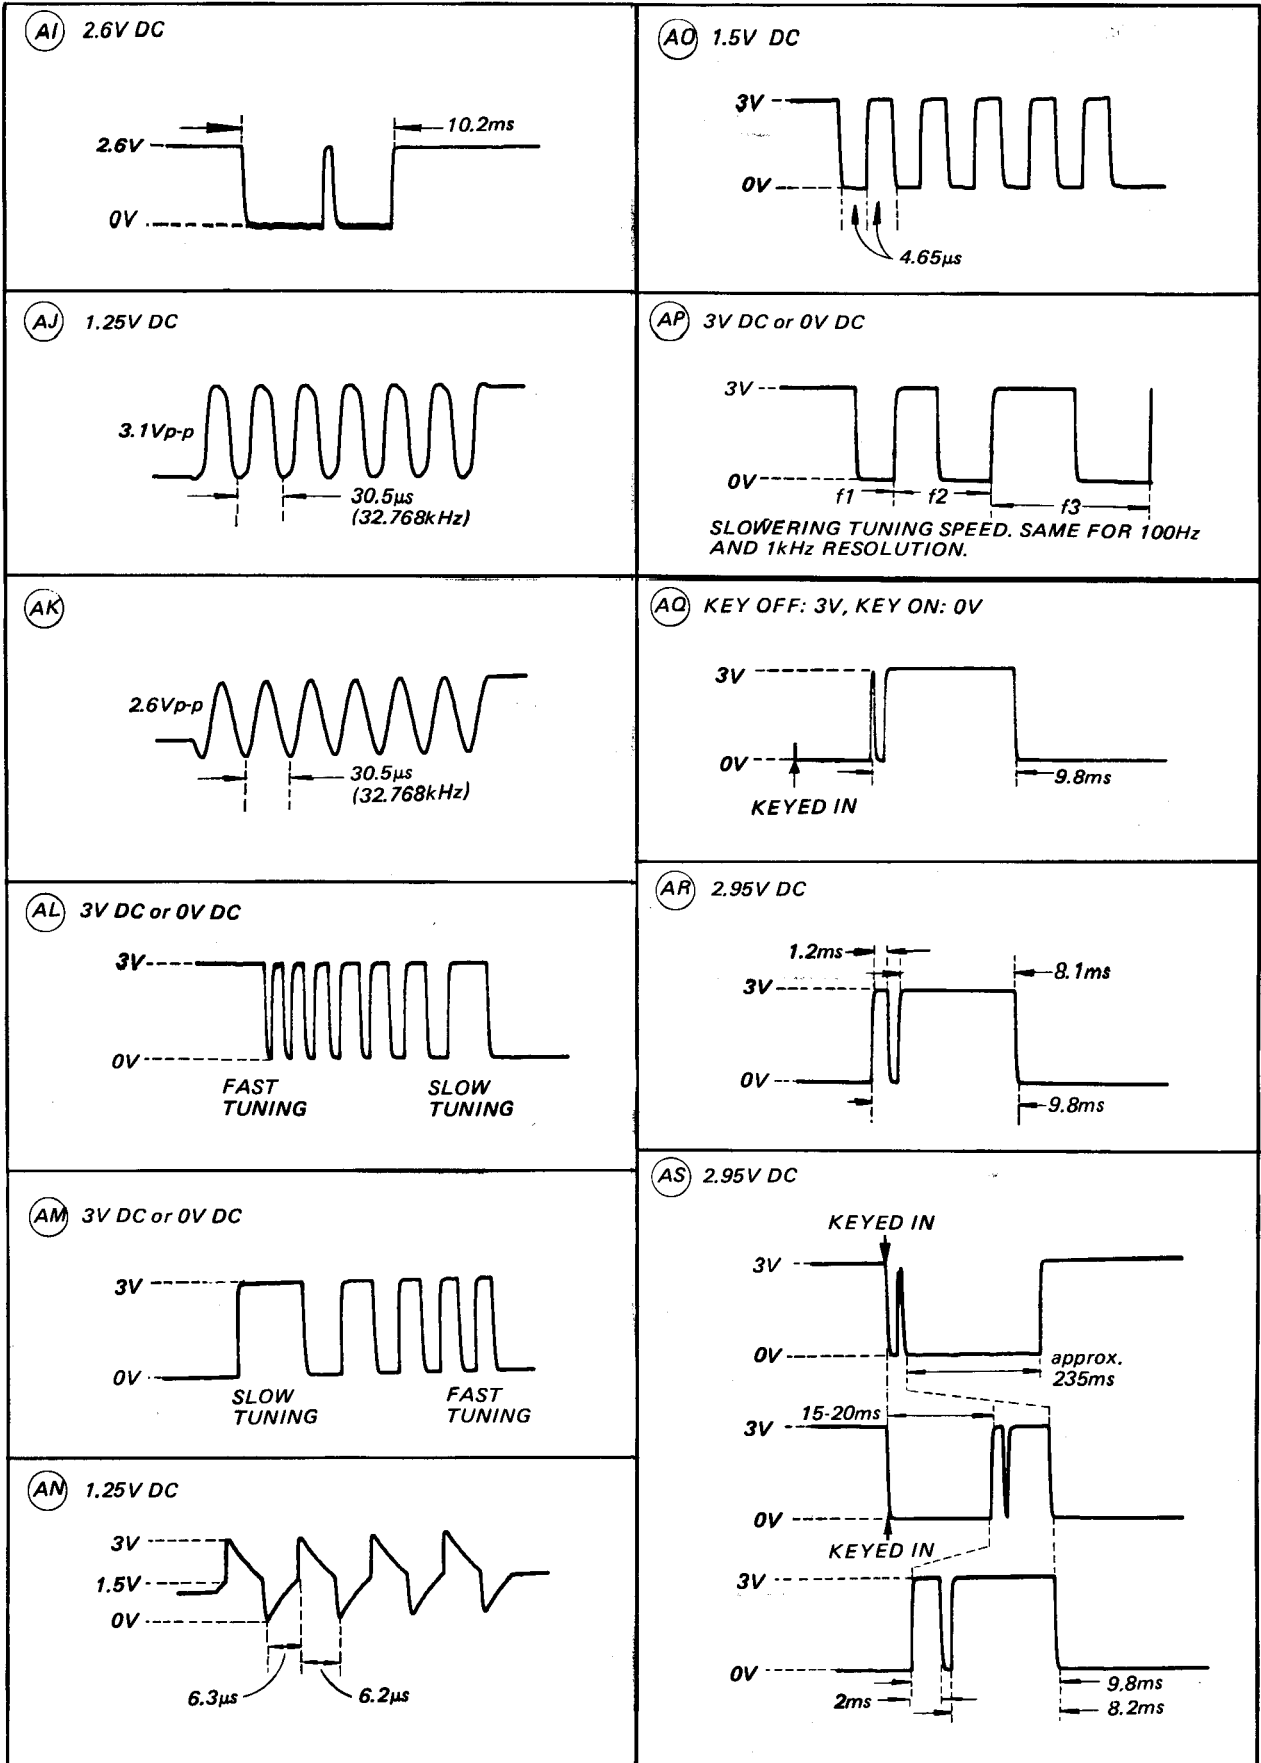 AI 2.6V DC
10.2ms
2.6V
0V
AJ 1.25V DC
3.1Vp-p
30.5µs
(32.768kHz)
AK
2.6Vp-p
30.5µs
(32.768kHz)
AL 3V DC or 0V DC
3V
0V
FAST
TUNING
SLOW
TUNING
AM 3V DC or 0V DC
3V
0V
SLOW
TUNING
FAST
TUNING
AN 1.25V DC
3V
1.5V
0V
6.3µs
6.2µs
AO 1.5V DC
3V
0V
4.65µs
AP 3V DC or 0V DC
3V
0V
f1 f2 f3
SLOWERING TUNING SPEED. SAME FOR 100Hz
AND 1kHz RESOLUTION.
AQ KEY OFF: 3V, KEY ON: 0V
3V
0V
9.8ms
KEYED IN
AR 2.95V DC
1.2ms
8.1ms
3V
0V
9.8ms
AS 2.95V DC
KEYED IN
3V
0V
approx.
235ms
15-20ms
3V
0V
KEYED IN
3V
0V
9.8ms
2ms
8.2ms